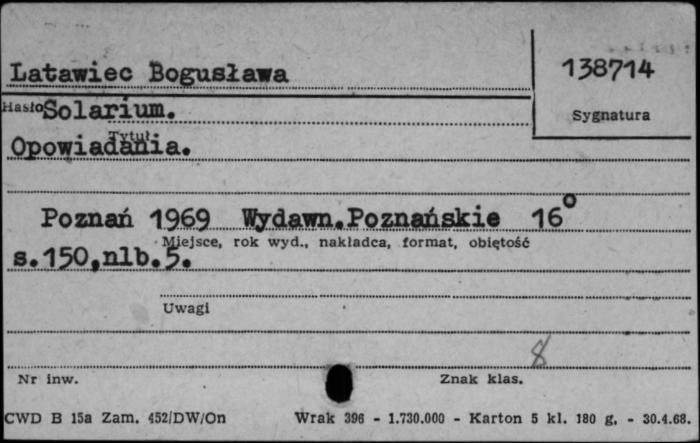 Latawiec Bogusława
138714
Hasło Solarium.
Sygnatura
Tytuł
Opowiadania.
Poznań 1969 Wydawn.Poznańskie 16°
Miejsce, rok wyd., nakładca, format, obiętość
s.150,nlb.5.
Uwagi
8
Nr inw.
Znak klas.
CWD B 15a Zam. 452/DW/On Wrak 396 - 1.730.000 - Karton 5 kl. 180 g. - 30.4.68.